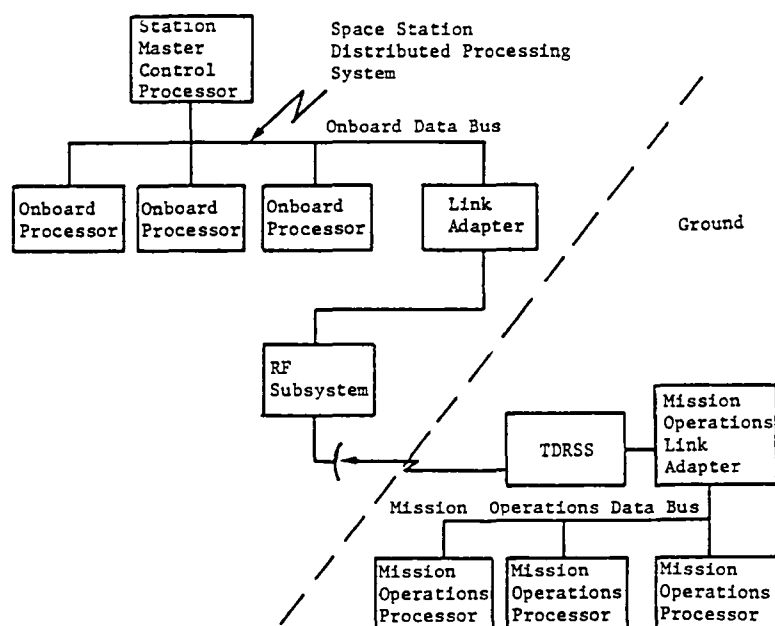 Station
Master
Control
Processor
Space Station
Distributed Processing
System
Onboard Data Bus
Onboard
Processor
Onboard
Processor
Onboard
Processor
Link
Adapter
Ground
RF
Subsystem
TDRSS
Mission
Operations
Link
Adapter
Mission Operations Data Bus
Mission
Operations
Processor
Mission
Operations
Processor
Mission
Operations
Processor